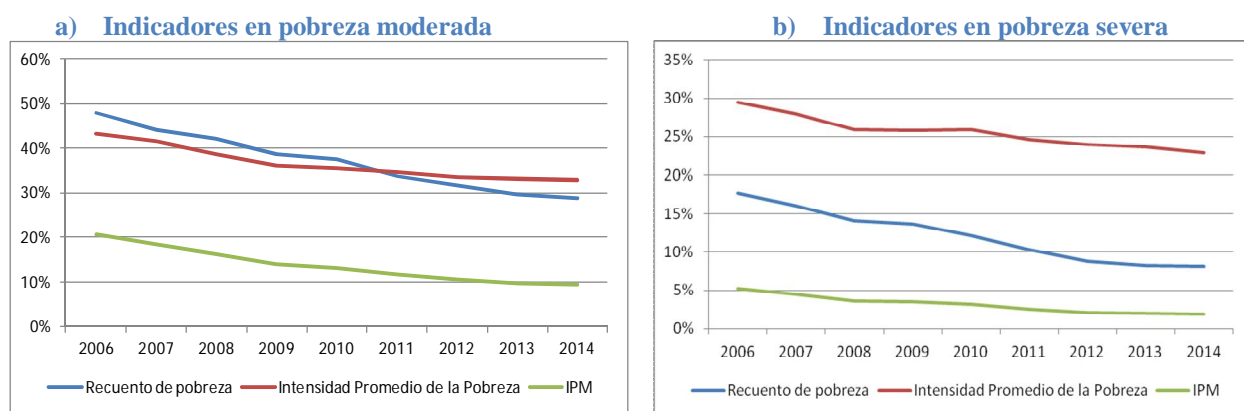 a) Indicadores en pobreza moderada
60%
50%
40%
30%
20%
10%
0%
2006 2007 2008 2009 2010 2011 2012 2013 2014
Recuento de pobreza Intensidad Promedio de la Pobreza IPM
b) Indicadores en pobreza severa
35%
30%
25%
20%
15%
10%
5%
0%
2006 2007 2008 2009 2010 2011 2012 2013 2014
Recuento de pobreza Intensidad Promedio de la Pobreza IPM